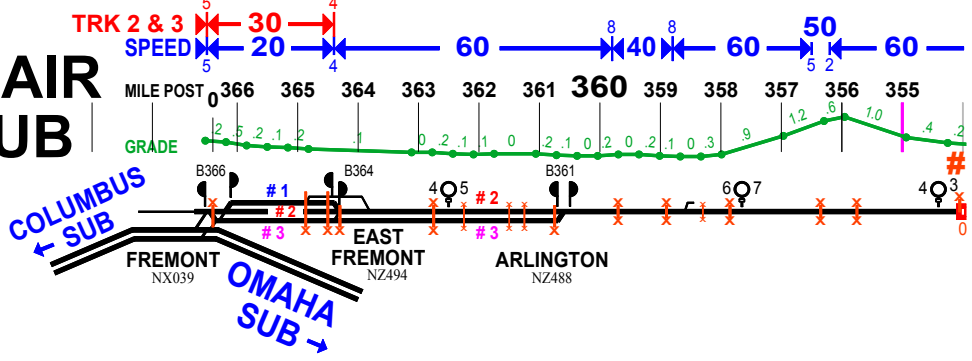 5 4
TRK 2 & 3 30
8 8 50
SPEED 20 60 40 60 60
5 4 5 2
AIR
UB
MILE POST 0 366 365 364 363 362 361 360 359 358 357 356 355
GRADE .2 .5 .2 .1 .2 .1 0 .2 .1 .1 0 .2 .1 0 .2 0 .2 .1 0 .3 .9 1.2 .6 1.0 .4 .2
#
B366 B364 4 5 B361 6 7 4 3
# 1 # 2
# 2
# 3 # 3
0
COLUMBUS
SUB
FREMONT
NX039
EAST
FREMONT
NZ494
ARLINGTON
NZ488
OMAHA
SUB